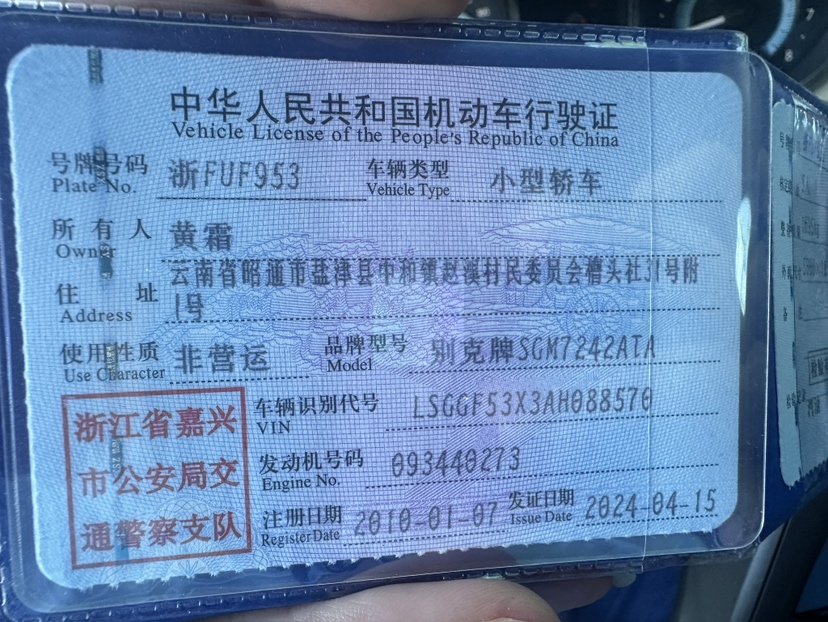 中华人民共和国机动车行驶证
Vehicle License of the People's Republic of China
号牌号码 浙FUF953 车辆类型 小型轿车
Plate No. Vehicle Type
所有人 黄霜
Owner
住址 云南省昭通市盐津县中和镇赵溪村民委员会槽头社31号附
Address 1号
使用性质 非营运 品牌型号 别克牌SGM7242ATA
Use Character Model
浙江省嘉兴
市公安局交
通警察支队
车辆识别代号 LSGGF53X3AH088570
VIN
发动机号码 093440273
Engine No.
注册日期 2010-01-07 发证日期 2024-04-15
Register Date Issue Date